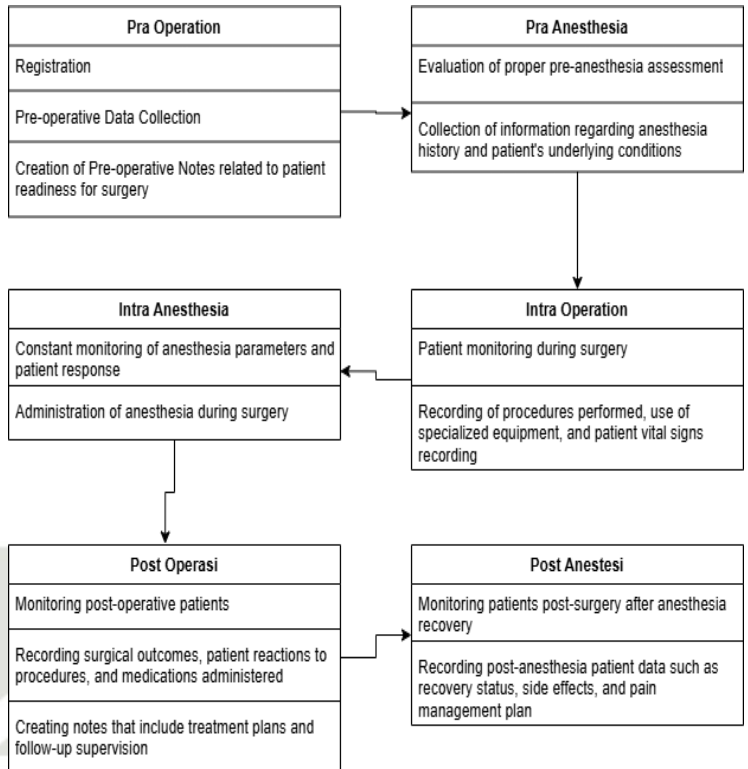 Pra Operation
Registration
Pre-operative Data Collection
Creation of Pre-operative Notes related to patient
readiness for surgery
Pra Anesthesia
Evaluation of proper pre-anesthesia assessment
Collection of information regarding anesthesia
history and patient's underlying conditions
Intra Anesthesia
Constant monitoring of anesthesia parameters and
patient response
Administration of anesthesia during surgery
Intra Operation
Patient monitoring during surgery
Recording of procedures performed, use of
specialized equipment, and patient vital signs
recording
Post Operasi
Monitoring post-operative patients
Recording surgical outcomes, patient reactions to
procedures, and medications administered
Creating notes that include treatment plans and
follow-up supervision
Post Anestesi
Monitoring patients post-surgery after anesthesia
recovery
Recording post-anesthesia patient data such as
recovery status, side effects, and pain
management plan